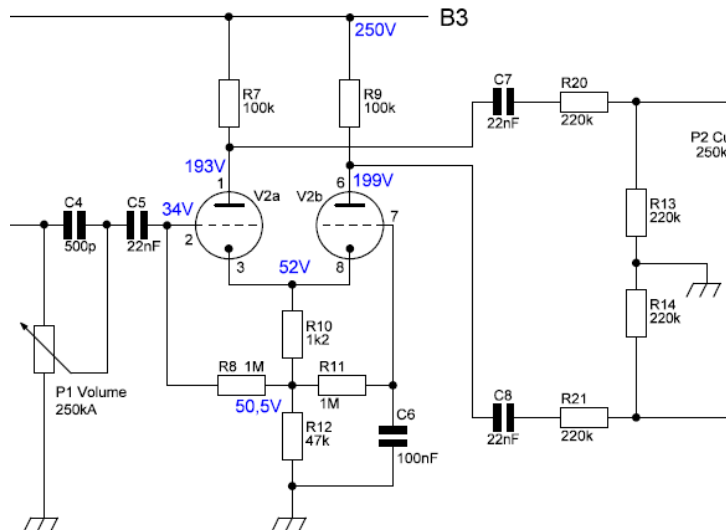 B3
250V
R7
100k
R9
100k
C7
22nF
R20
220k
P2 Cu
250k
193V
1
V2a
V2b
6
199V
C4
500p
C5
22nF
34V
2
3
7
8
52V
R13
220k
R14
220k
R10
1k2
P1 Volume
250kA
R8 1M
R11
1M
50,5V
R12
47k
C6
100nF
C8
22nF
R21
220k